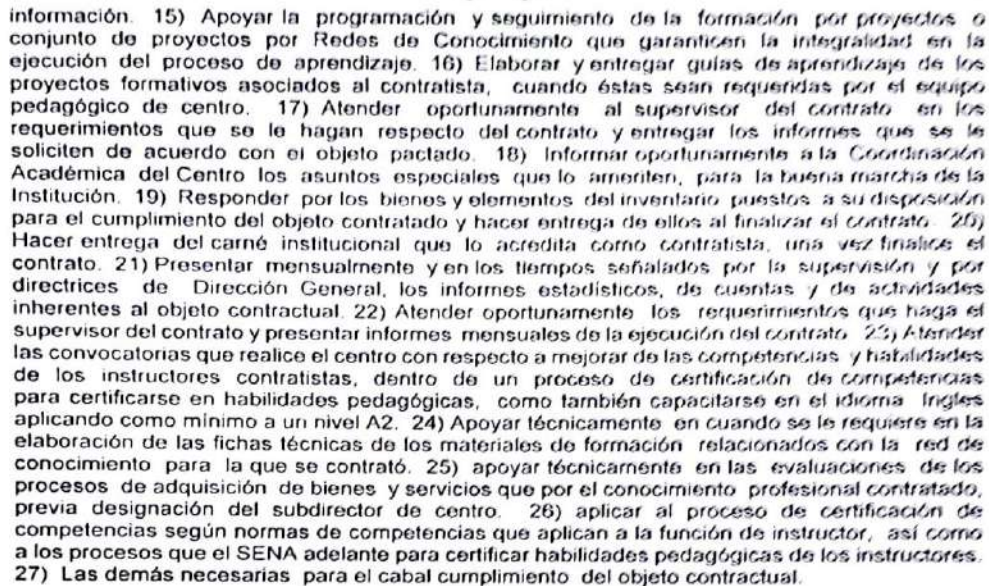 información. 15) Apoyar la programación y seguimiento de la formación por proyectos o
conjunto de proyectos por Redes de Conocimiento que garanticen la integralidad en la
ejecución del proceso de aprendizaje. 16) Elaborar y entregar guías de aprendizaje de los
proyectos formativos asociados al contratista, cuando éstas sean requeridas por el equipo
pedagógico de centro. 17) Atender oportunamente al supervisor del contrato en los
requerimientos que se le hagan respecto del contrato y entregar los informes que se le
soliciten de acuerdo con el objeto pactado. 18) Informar oportunamente a la Coordinación
Académica del Centro los asuntos especiales que lo ameriten, para la buena marcha de la
Institución. 19) Responder por los bienes y elementos del inventario puestos a su disposición
para el cumplimiento del objeto contratado y hacer entrega de ellos al finalizar el contrato. 20)
Hacer entrega del carné institucional que lo acredita como contratista, una vez finalice el
contrato. 21) Presentar mensualmente y en los tiempos señalados por la supervisión y por
directrices de Dirección General, los informes estadísticos, de cuentas y de actividades
inherentes al objeto contractual. 22) Atender oportunamente los requerimientos que haga el
supervisor del contrato y presentar informes mensuales de la ejecución del contrato 23) Atender
las convocatorias que realice el centro con respecto a mejorar de las competencias y habilidades
de los instructores contratistas, dentro de un proceso de certificación de competencias
para certificarse en habilidades pedagógicas, como también capacitarse en el idioma Ingles
aplicando como mínimo a un nivel A2. 24) Apoyar técnicamente en cuando se le requiere en la
elaboración de las fichas técnicas de los materiales de formación relacionados con la red de
conocimiento para la que se contrató. 25) apoyar técnicamente en las evaluaciones de los
procesos de adquisición de bienes y servicios que por el conocimiento profesional contratado,
previa designación del subdirector de centro. 26) aplicar al proceso de certificación de
competencias según normas de competencias que aplican a la función de instructor, así como
a los procesos que el SENA adelante para certificar habilidades pedagógicas de los instructores.
27) Las demás necesarias para el cabal cumplimiento del objeto contractual.